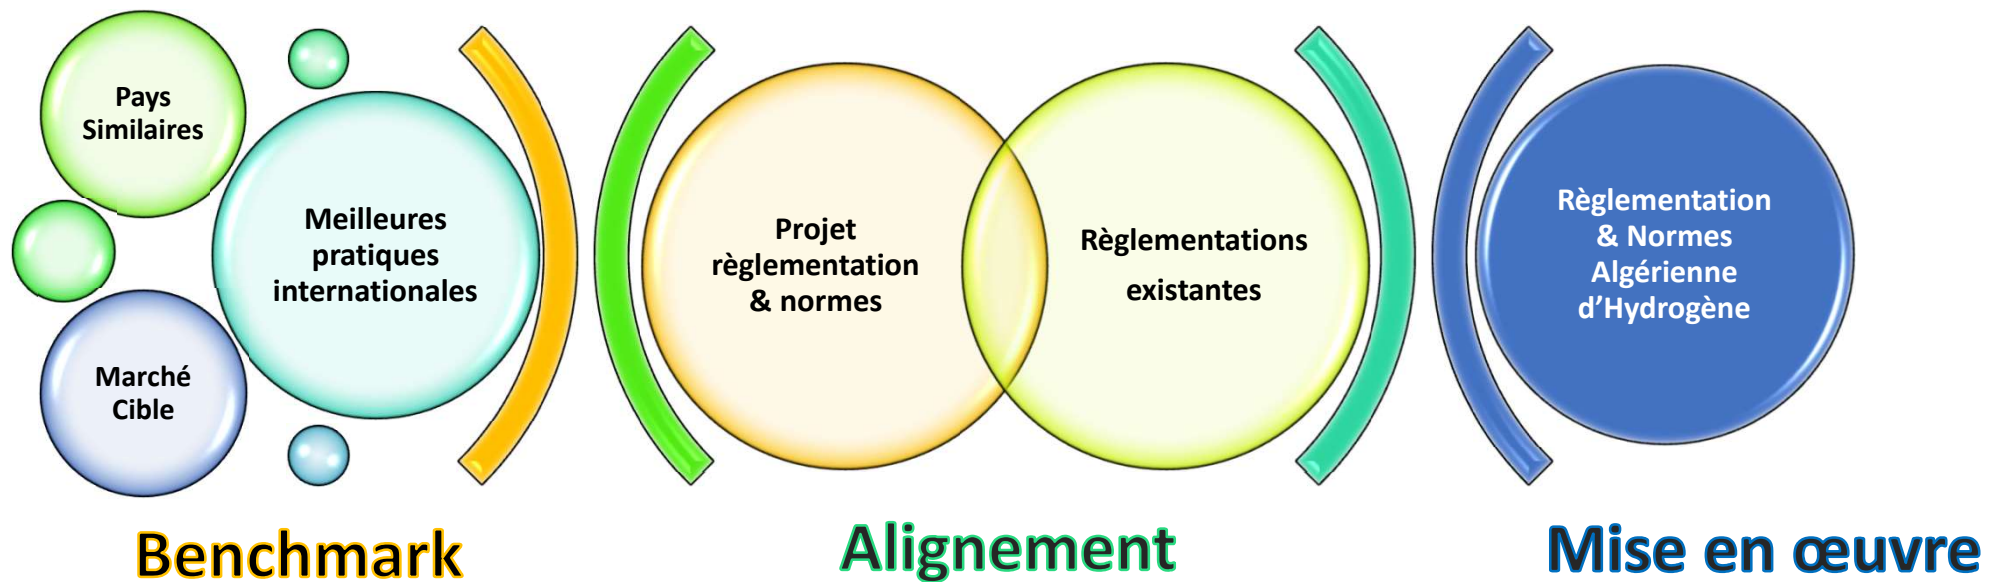 Pays
Similaires
Meilleures
pratiques
internationales
Marché
Cible
Projet
règlementation
& normes
Règlementations
existantes
Règlementation
& Normes
Algérienne
d’Hydrogène
Benchmark
Alignement
Mise en œuvre